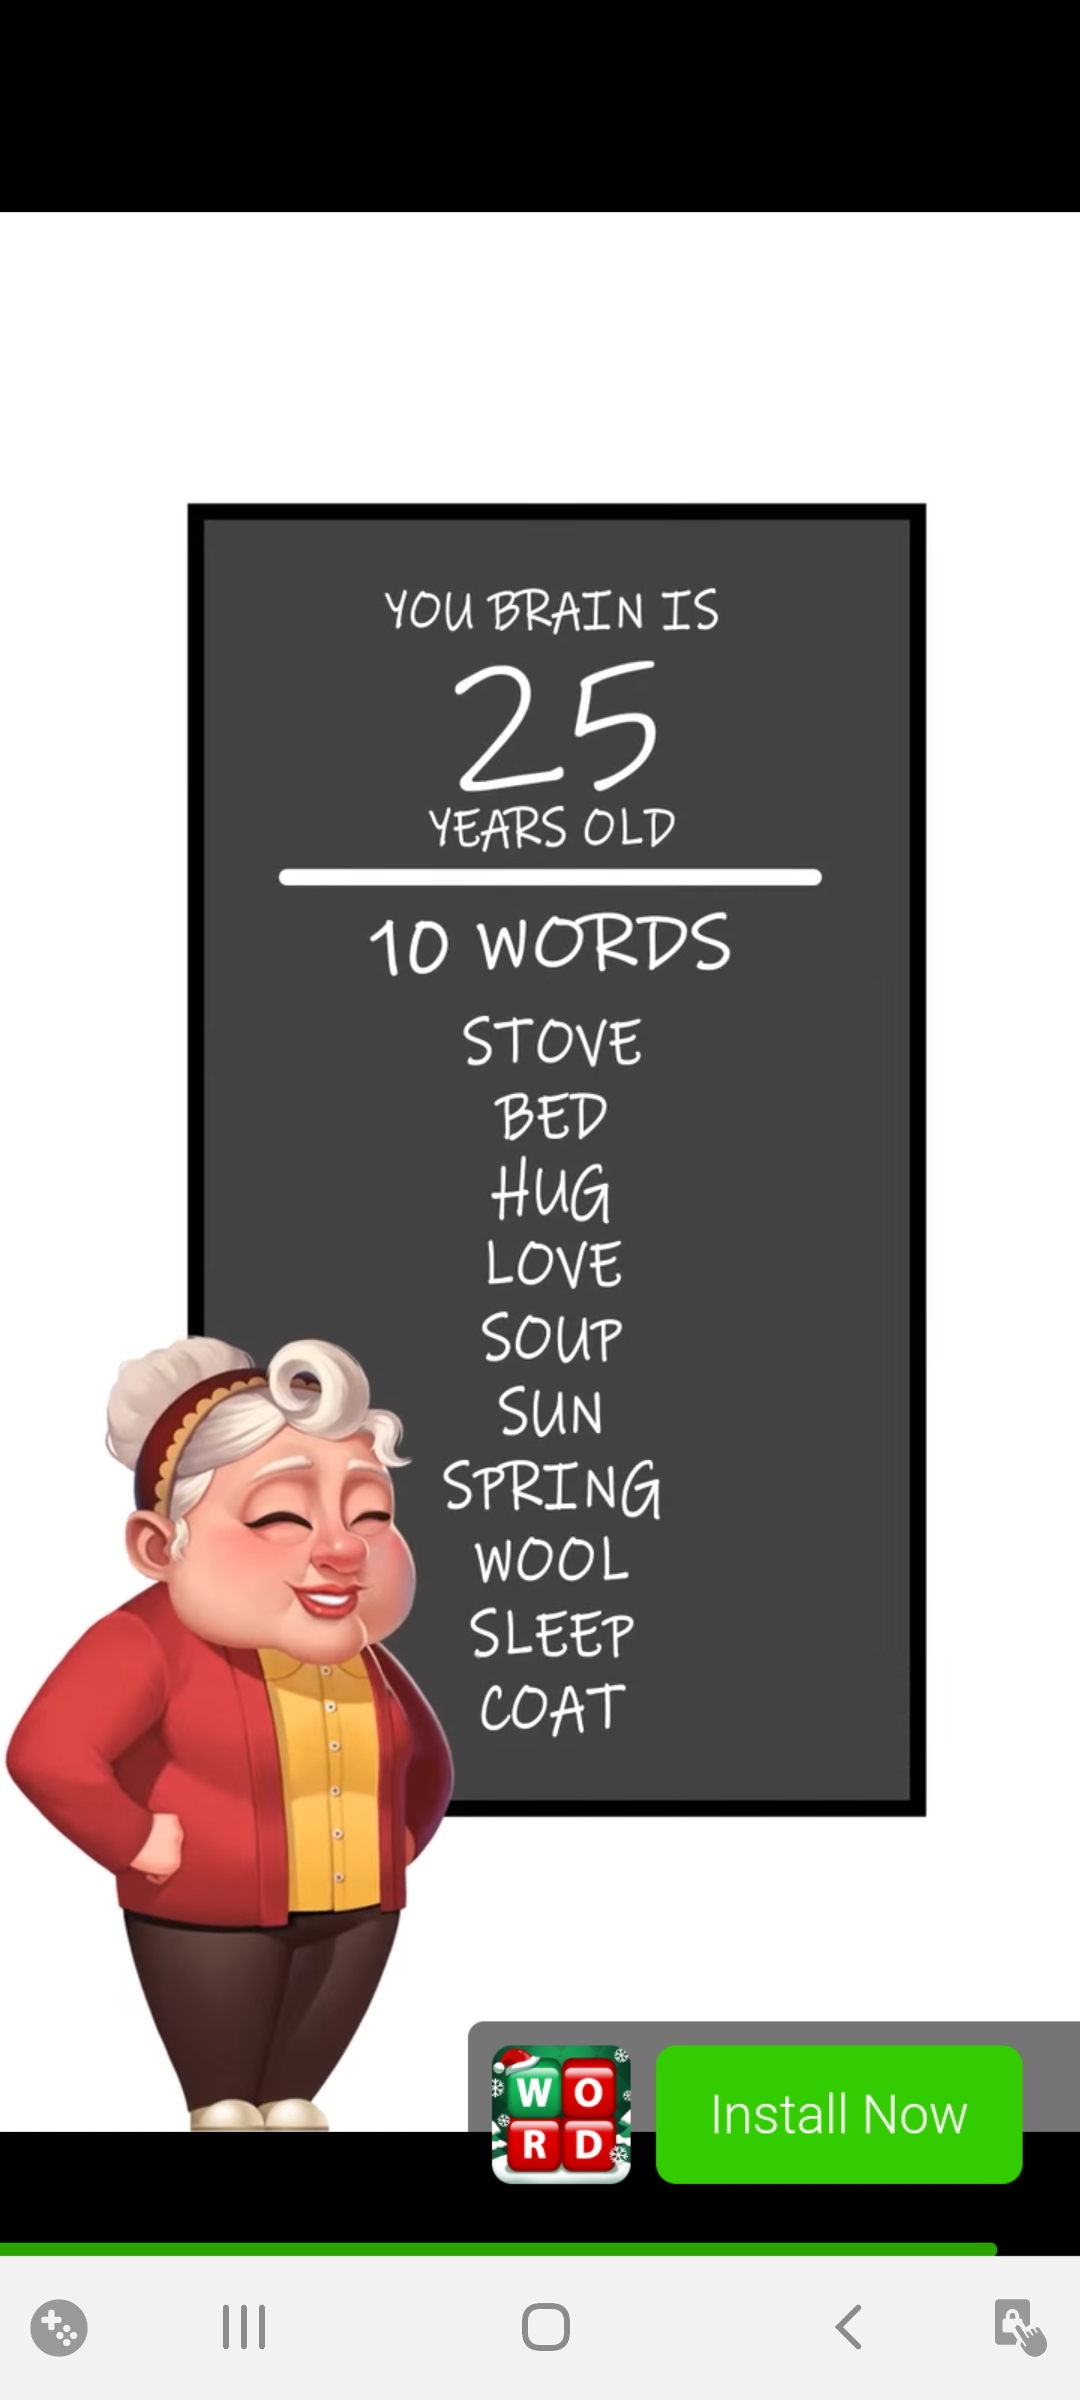 YOU BRAIN IS
25
YEARS OLD
10 WORDS
STOVE
BED
HUG
LOVE
SOUP
SUN
SPRING
WOOL
SLEEP
COAT
W O
R D
Install Now